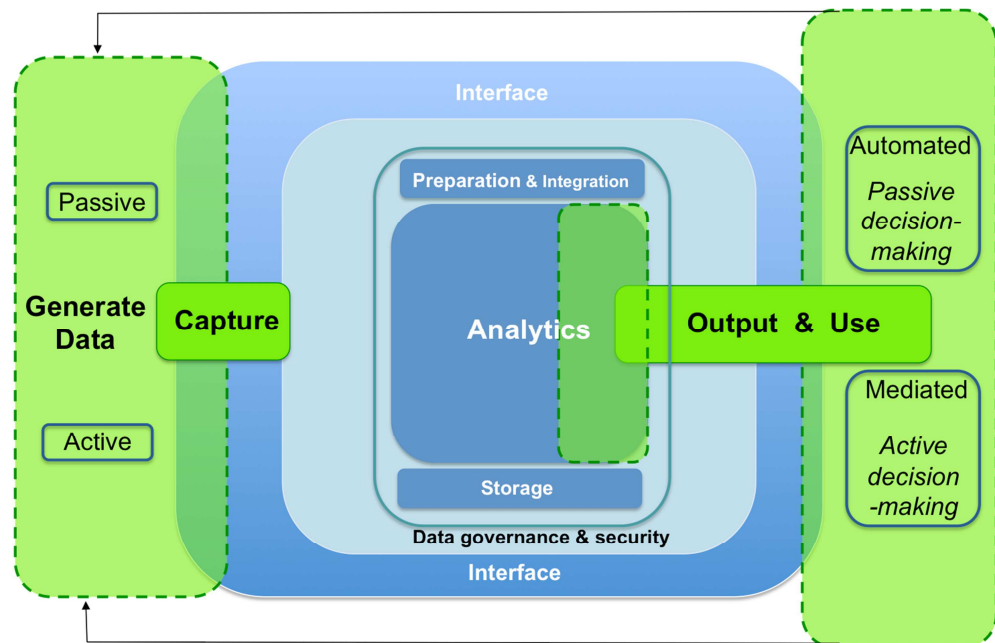 Interface
Passive
Generate
Data
Active
Capture
Preparation & Integration
Analytics
Storage
Data governance & security
Interface
Output & Use
Automated
Passive
decision-
making
Mediated
Active
decision
-making